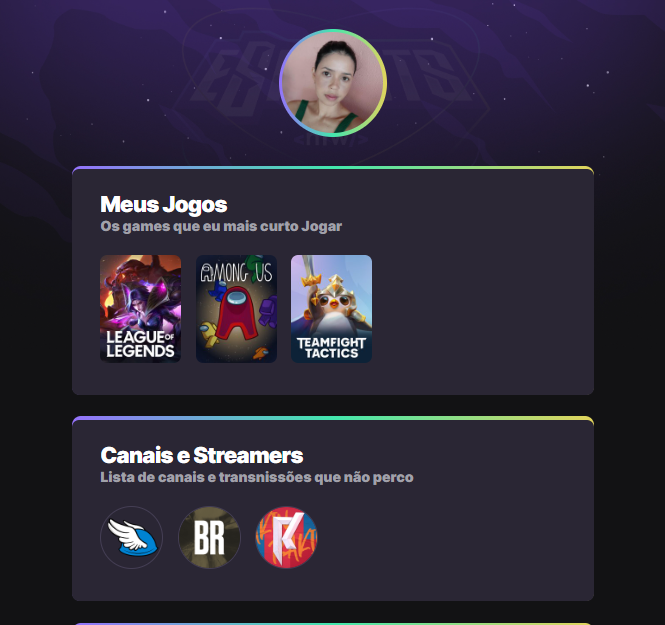 ESPORTS
Meus Jogos
Os games que eu mais curto Jogar
AMONG US
LEAGUE OF
LEGENDS
TEAMFIGHT
TACTICS
Canais e Streamers
Lista de canais e transnissões que não perco
BR